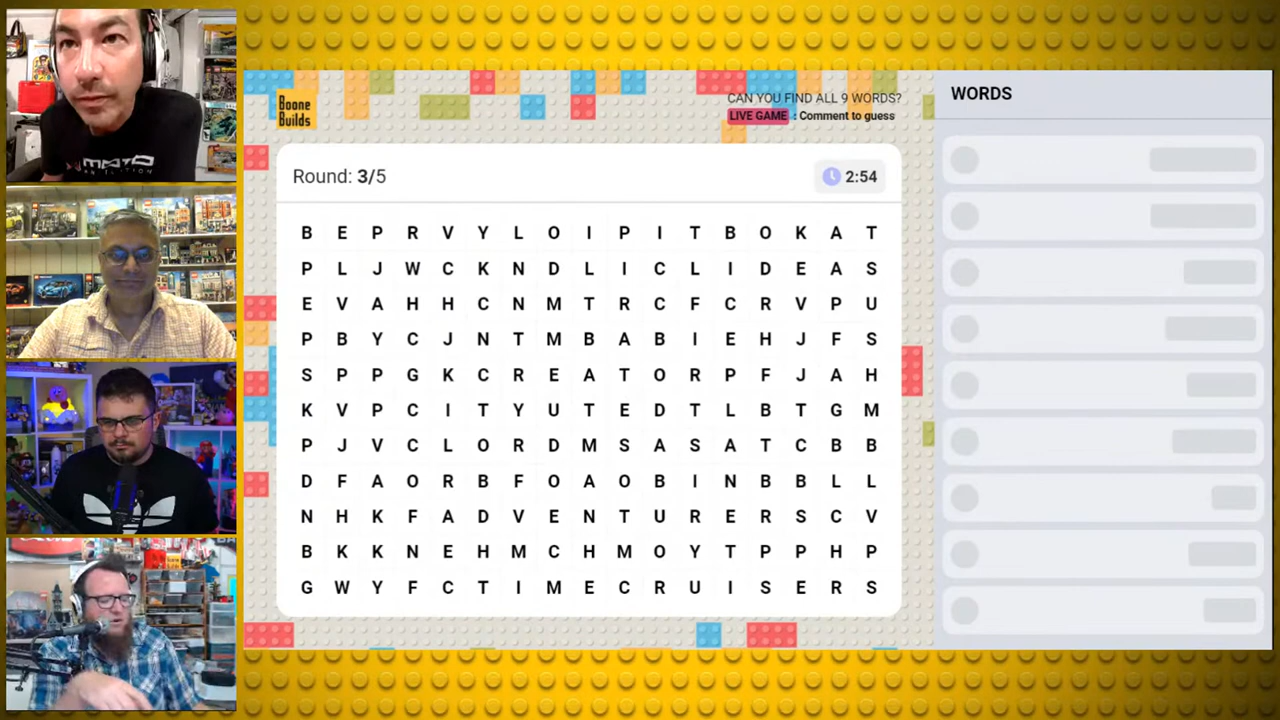 Boone
Builds
CAN YOU FIND ALL 9 WORDS?
LIVE GAME : Comment to guess
WORDS
Round: 3/5
2:54
B E P R V Y L O I P I T B O K A T
P L J W C K N D L I C L I D E A S
E V A H H C N M T R C F C R V P U
P B Y C J N T M B A B I E H J F S
S P P G K C R E A T O R P F J A H
K V P C I T Y U T E D T L B T G M
P J V C L O R D M S A S A T C B B
D F A O R B F O A O B I N B B L L
N H K F A D V E N T U R E R S C V
B K K N E H M C H M O Y T P P H P
G W Y F C T I M E C R U I S E R S